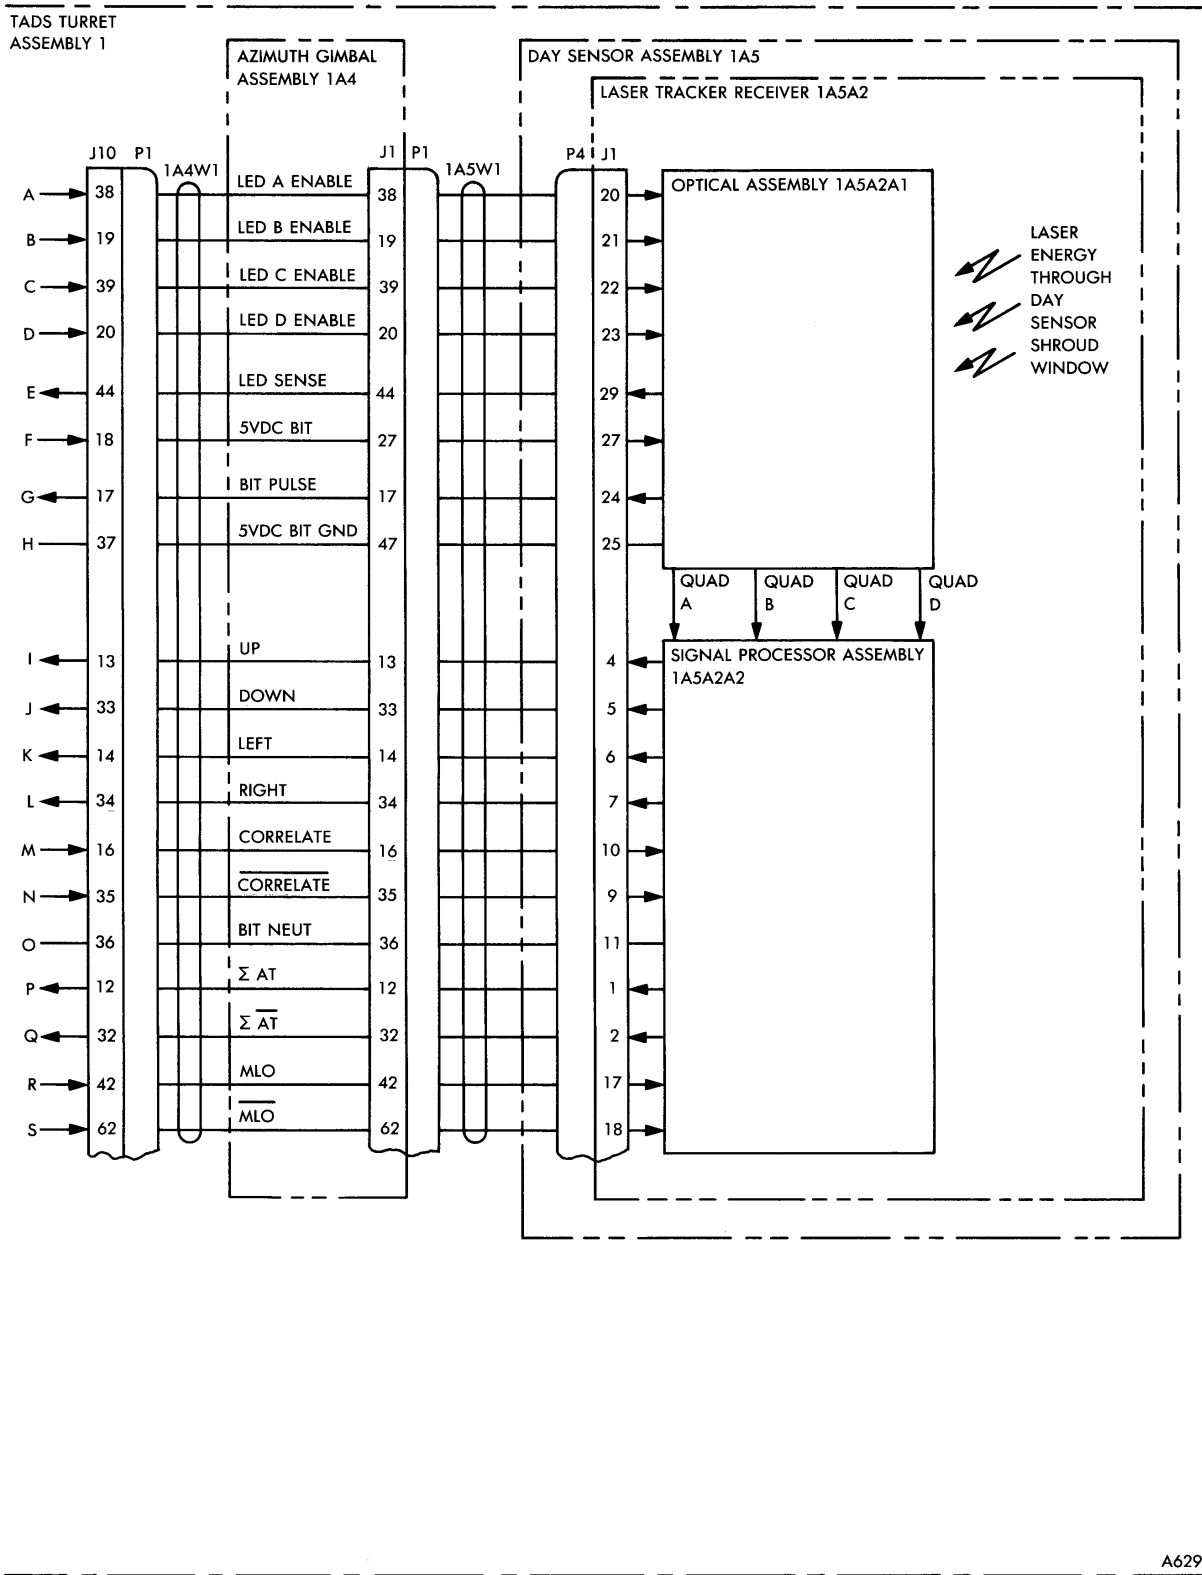 TADS TURRET
ASSEMBLY 1
AZIMUTH GIMBAL
ASSEMBLY 1A4
DAY SENSOR ASSEMBLY 1A5
LASER TRACKER RECEIVER 1A5A2
J10 P1 1A4W1 J1 P1 1A5W1 P4 J1
OPTICAL ASSEMBLY 1A5A2A1
A 38 LED A ENABLE 38 20
B 19 LED B ENABLE 19 21
C 39 LED C ENABLE 39 22
D 20 LED D ENABLE 20 23
E 44 LED SENSE 44 29
F 18 5VDC BIT 27 27
G 17 BIT PULSE 17 24
H 37 5VDC BIT GND 47 25
LASER
ENERGY
THROUGH
DAY
SENSOR
SHROUD
WINDOW
QUAD QUAD QUAD QUAD
A B C D
SIGNAL PROCESSOR ASSEMBLY
1A5A2A2
I 13 UP 13 4
J 33 DOWN 33 5
K 14 LEFT 14 6
L 34 RIGHT 34 7
M 16 CORRELATE 16 10
N 35 C̅O̅R̅R̅E̅L̅A̅T̅E̅ 35 9
O 36 BIT NEUT 36 11
P 12 Σ AT 12 1
Q 32 Σ A̅T̅ 32 2
R 42 MLO 42 17
S 62 M̅L̅O̅ 62 18
A629